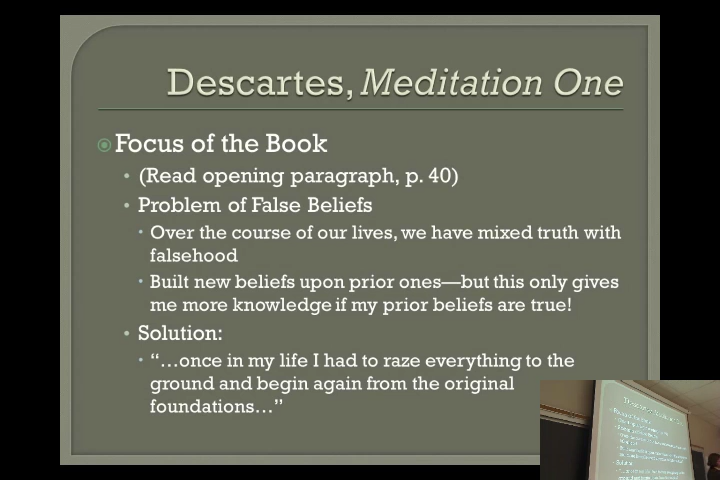 Descartes, Meditation One
Focus of the Book
(Read opening paragraph, p. 40)
Problem of False Beliefs
Over the course of our lives, we have mixed truth with
falsehood
Built new beliefs upon prior ones—but this only gives
me more knowledge if my prior beliefs are true!
Solution:
“…once in my life I had to raze everything to the
ground and begin again from the original
foundations…”